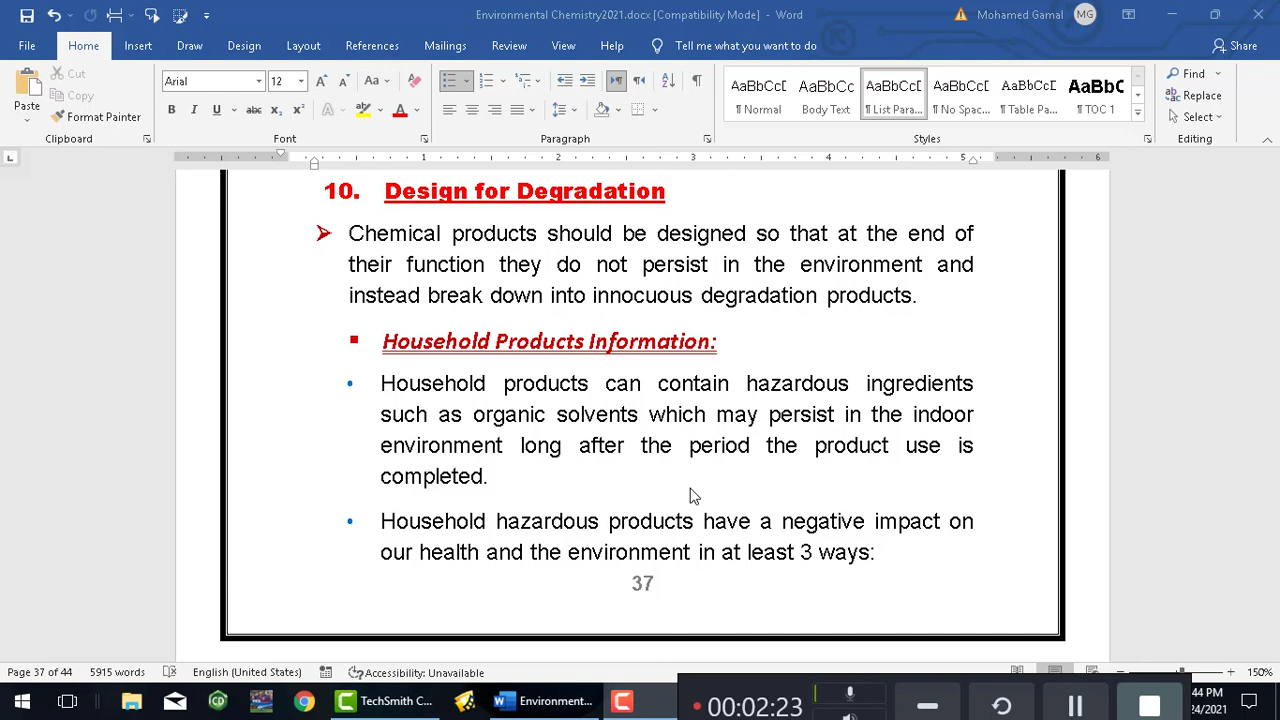 Environmental Chemistry2021.docx [Compatibility Mode] - Word
Mohamed Gamal MG
File Home Insert Draw Design Layout References Mailings Review View Help Tell me what you want to do Share
Paste
Cut
Copy
Format Painter
Clipboard
Arial 12
Font
Paragraph
AaBbCcI AaBbCc AaBbC(D AaBbC(D AaBbCcI AaBbC
¶ Normal Body Text ¶ List Para... ¶ No Spac... ¶ Table Pa... ¶ TOC 1
Styles
Find
Replace
Select
Editing
1 2 3 4 5 6
10. Design for Degradation
Chemical products should be designed so that at the end of
their function they do not persist in the environment and
instead break down into innocuous degradation products.
Household Products Information:
• Household products can contain hazardous ingredients
such as organic solvents which may persist in the indoor
environment long after the period the product use is
completed.
• Household hazardous products have a negative impact on
our health and the environment in at least 3 ways:
37
Page 37 of 44 5915 words English (United States) Accessibility: Unavailable 150%
TechSmith C... Environment...
00:02:23
44 PM
24/2021